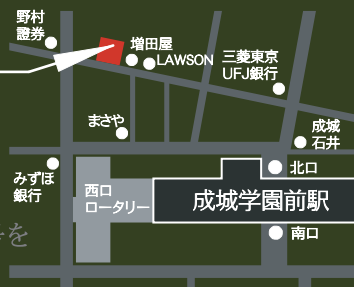 野村
證券
増田屋
LAWSON
三菱東京
UFJ銀行
まさや
成城
石井
みずほ
銀行
西口
ロータリー
北口
成城学園前駅
南口
を